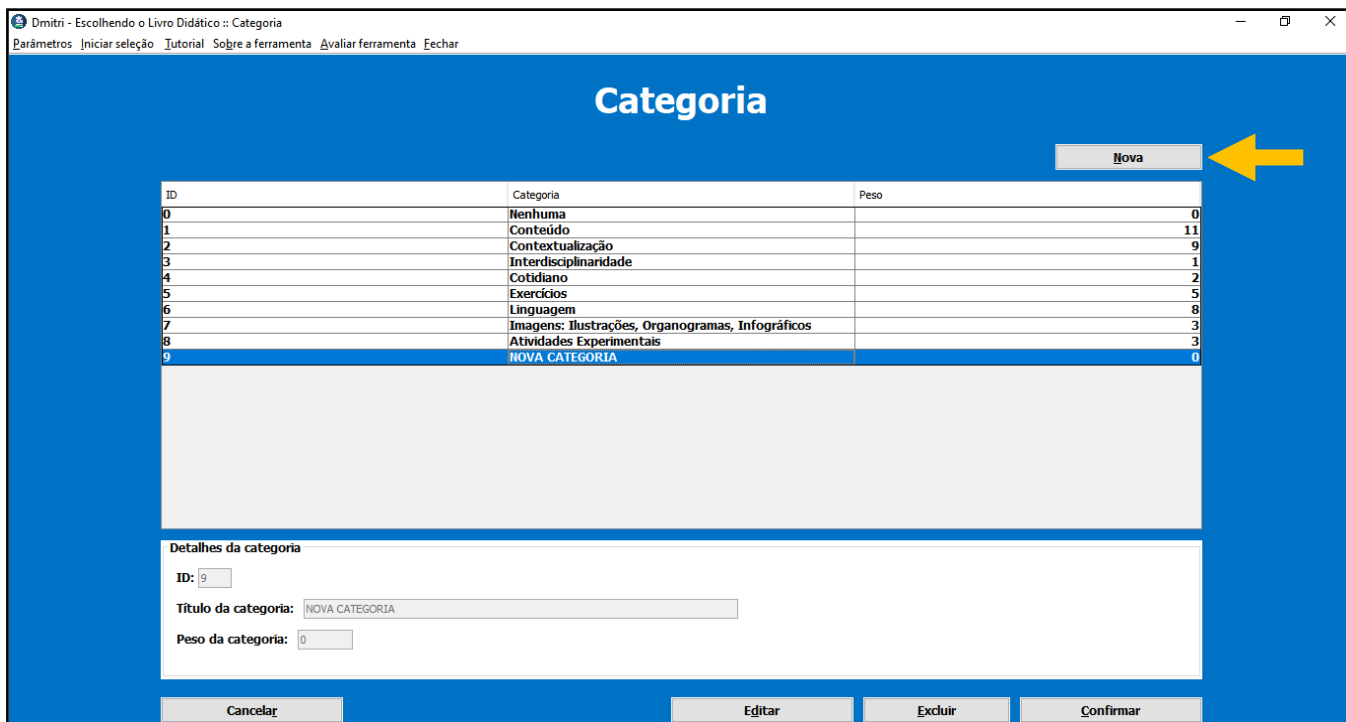 Dmitri - Escolhendo o Livro Didático :: Categoria
Parâmetros Iniciar seleção Tutorial Sobre a ferramenta Avaliar ferramenta Fechar
Categoria
Nova
ID Categoria Peso
0 Nenhuma 0
1 Conteúdo 11
2 Contextualização 9
3 Interdisciplinaridade 1
4 Cotidiano 2
5 Exercícios 5
6 Linguagem 8
7 Imagens: Ilustrações, Organogramas, Infográficos 3
8 Atividades Experimentais 3
9 NOVA CATEGORIA 0
Detalhes da categoria
ID: 9
Título da categoria: NOVA CATEGORIA
Peso da categoria: 0
Cancelar Editar Excluir Confirmar